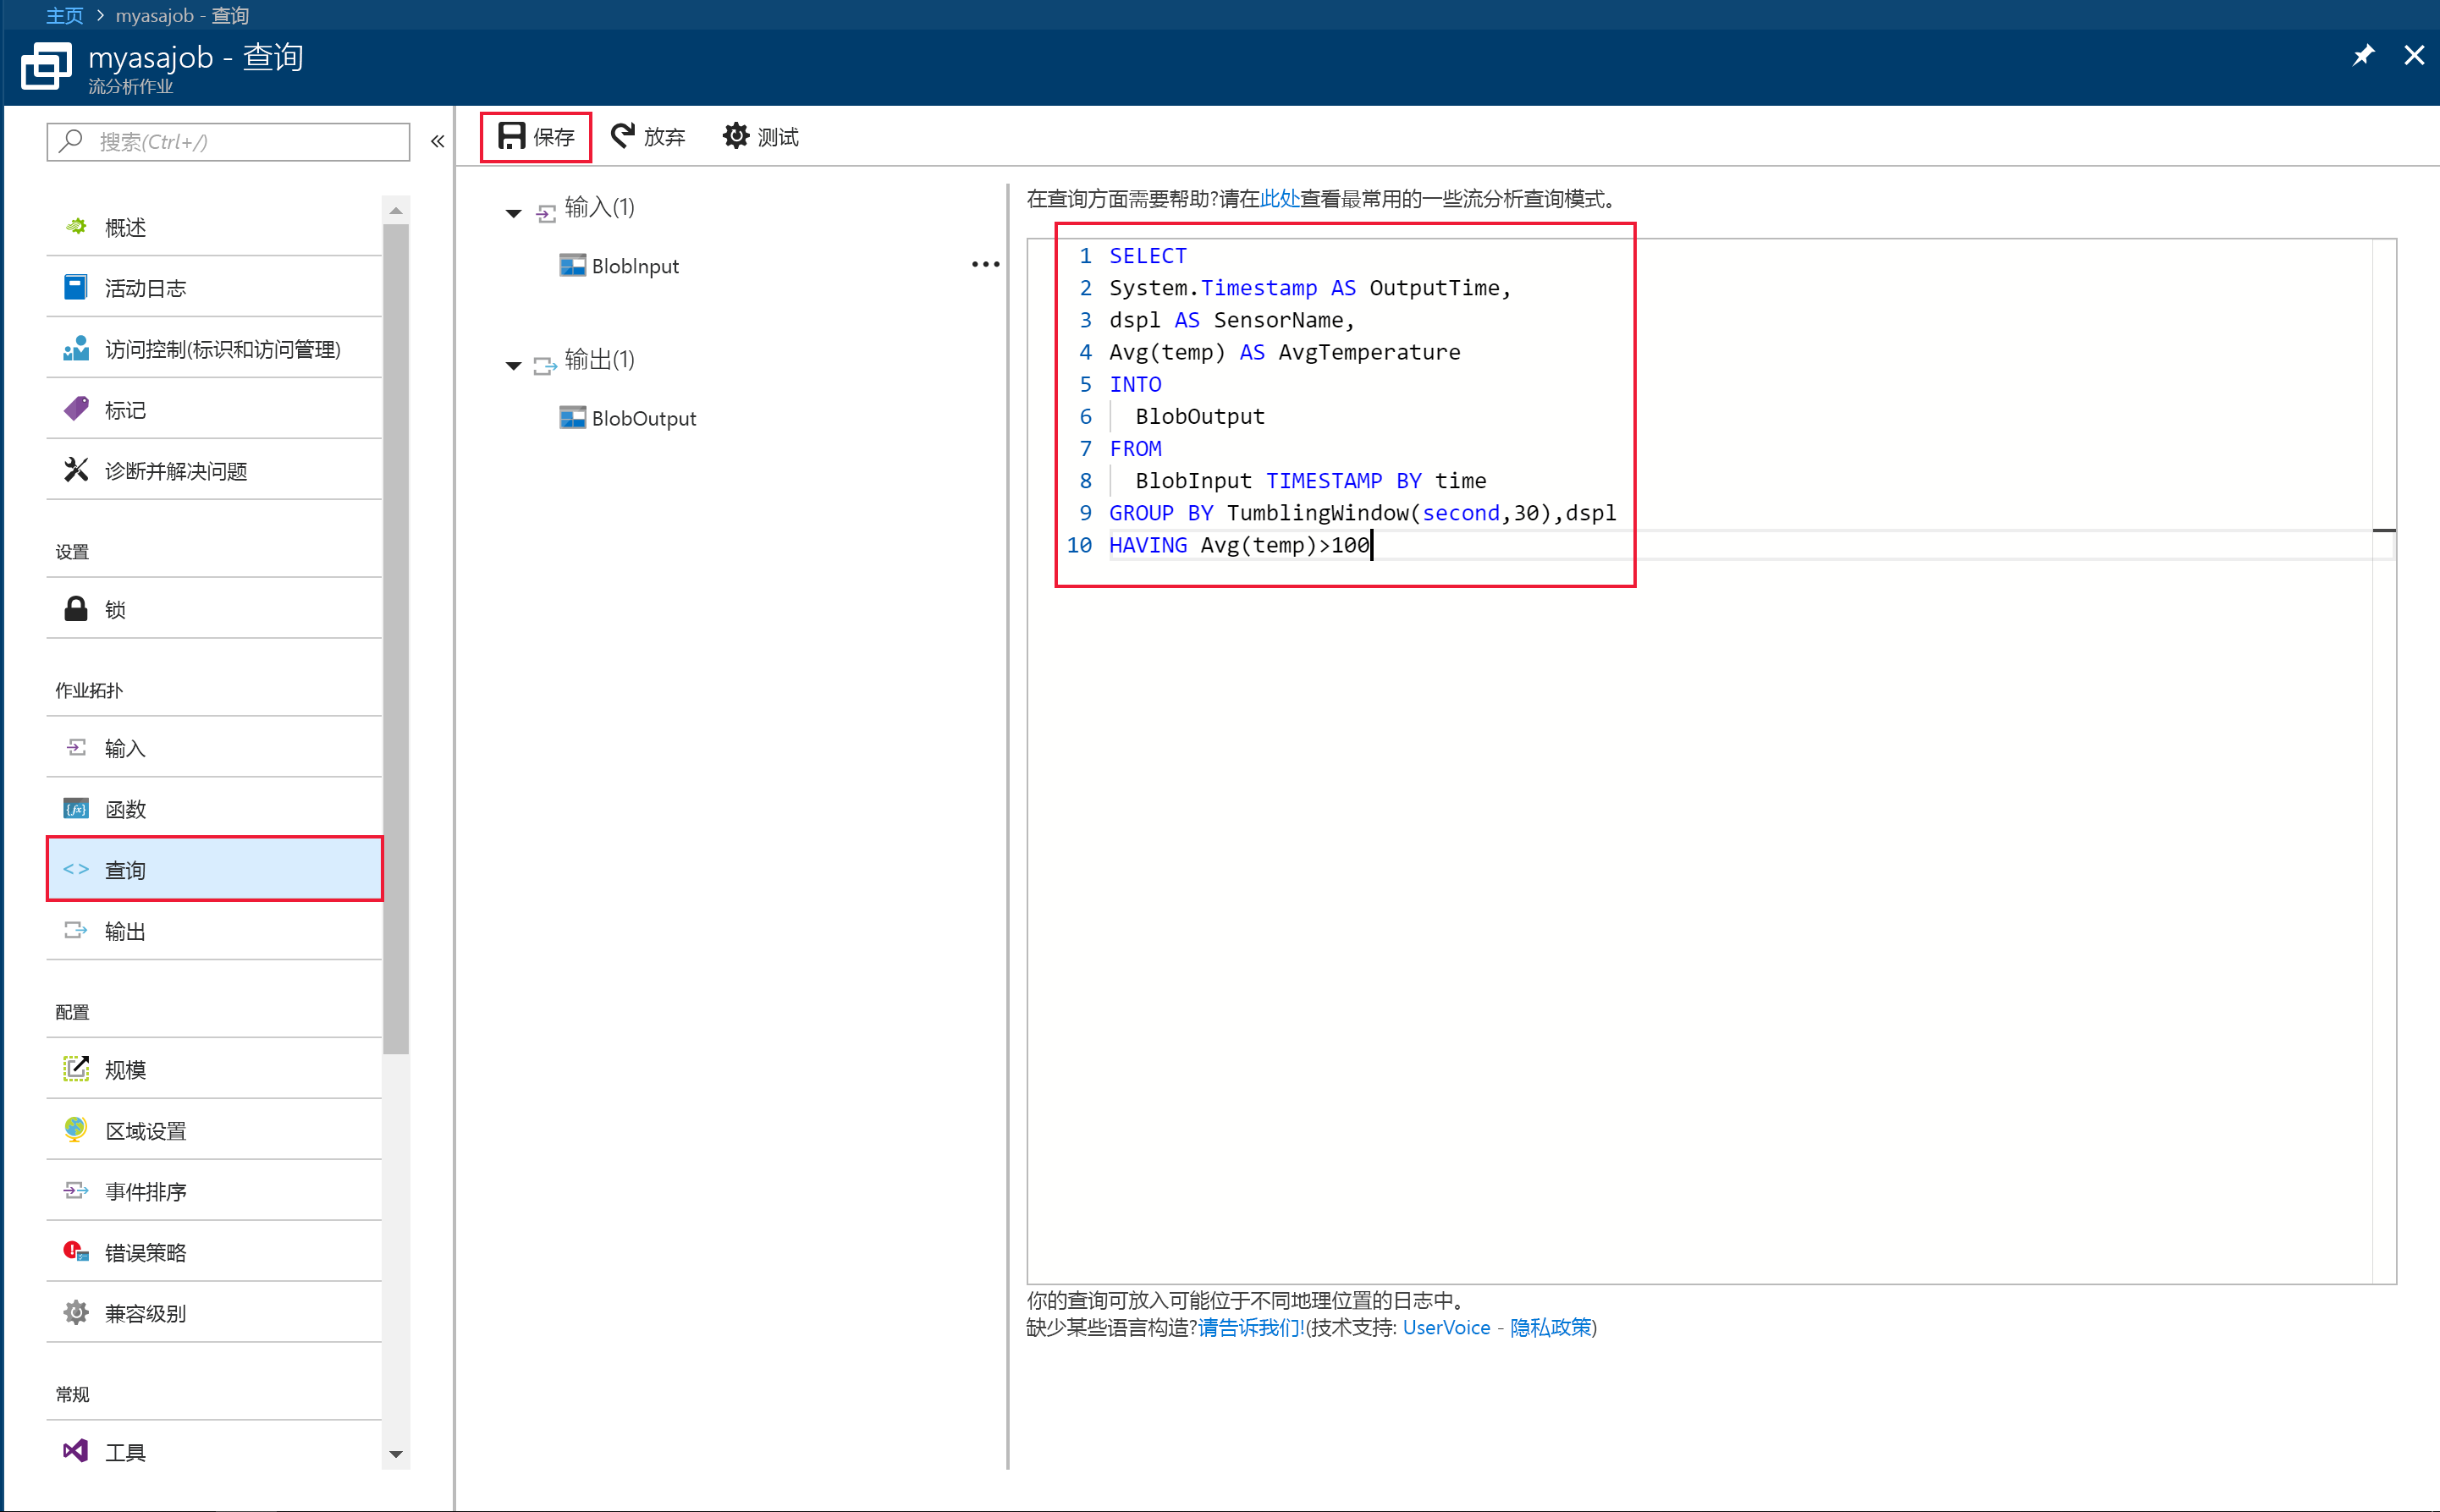 主页 > myasajob - 查询
myasajob - 查询
流分析作业
搜索(Ctrl+/)
«
概述
活动日志
访问控制(标识和访问管理)
标记
诊断并解决问题
设置
锁
作业拓扑
输入
函数
查询
输出
配置
规模
区域设置
事件排序
错误策略
兼容级别
常规
工具
保存 放弃 测试
输入(1)
BlobInput
输出(1)
BlobOutput
在查询方面需要帮助?请在此处查看最常用的一些流分析查询模式。
1 SELECT
2 System.Timestamp AS OutputTime,
3 dspl AS SensorName,
4 Avg(temp) AS AvgTemperature
5 INTO
6 BlobOutput
7 FROM
8 BlobInput TIMESTAMP BY time
9 GROUP BY TumblingWindow(second,30),dspl
10 HAVING Avg(temp)>100
你的查询可放入可能位于不同地理位置的日志中。
缺少某些语言构造?请告诉我们!(技术支持: UserVoice - 隐私政策)